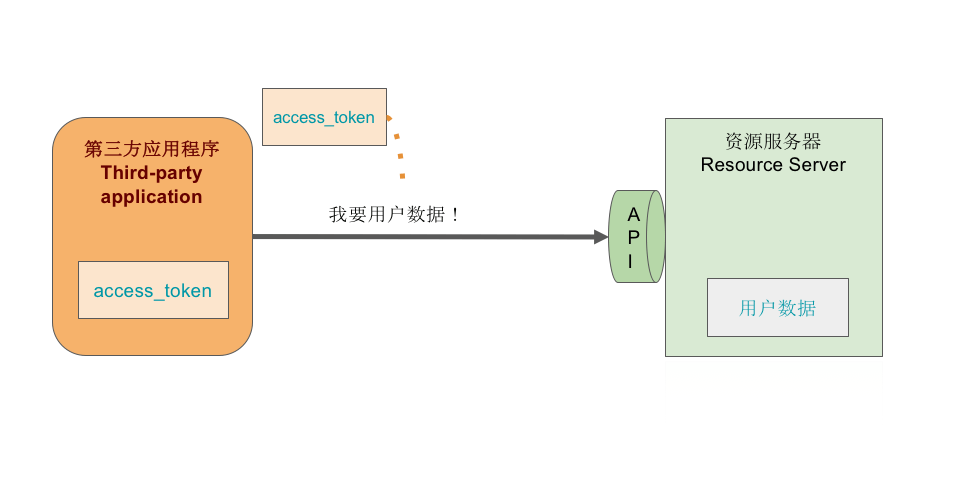 access_token
第三方应用程序
Third-party
application
access_token
我要用户数据！
A
P
I
资源服务器
Resource Server
用户数据